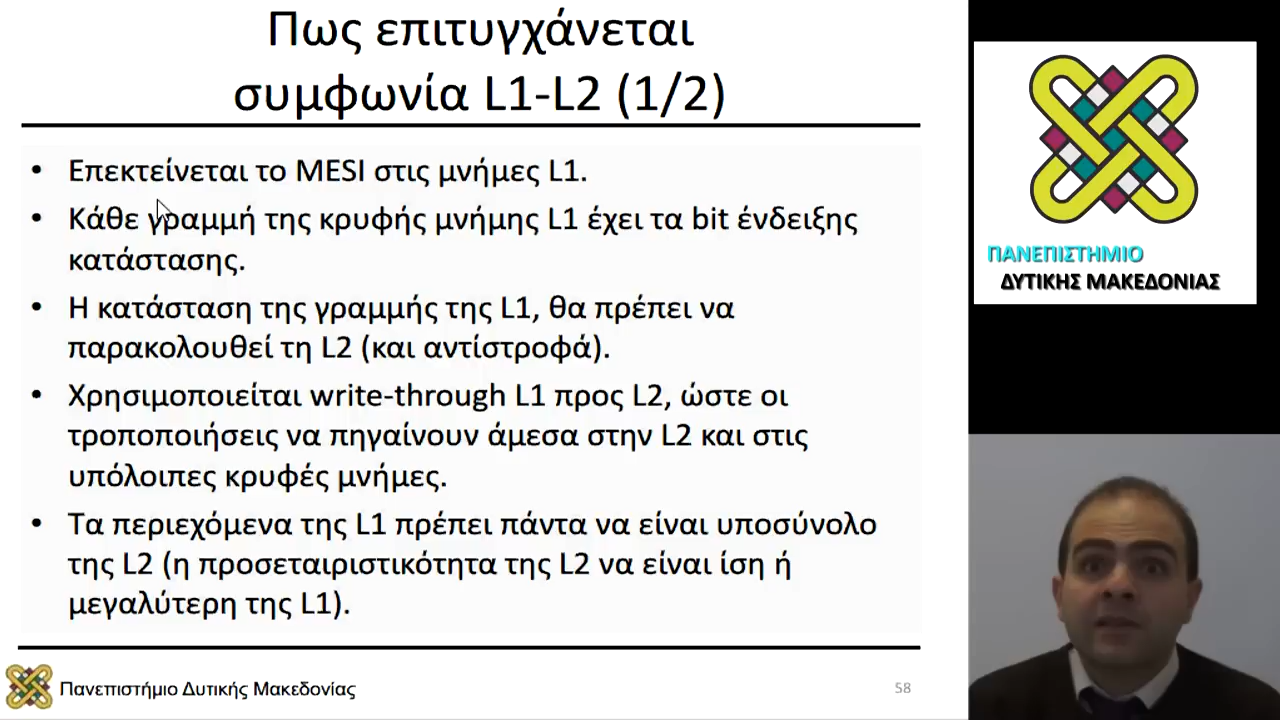 Πως επιτυγχάνεται
συμφωνία L1-L2 (1/2)
• Επεκτείνεται το MESI στις μνήμες L1.
• Κάθε γραμμή της κρυφής μνήμης L1 έχει τα bit ένδειξης
κατάστασης.
• Η κατάσταση της γραμμής της L1, θα πρέπει να
παρακολουθεί τη L2 (και αντίστροφά).
• Χρησιμοποιείται write-through L1 προς L2, ώστε οι
τροποποιήσεις να πηγαίνουν άμεσα στην L2 και στις
υπόλοιπες κρυφές μνήμες.
• Τα περιεχόμενα της L1 πρέπει πάντα να είναι υποσύνολο
της L2 (η προσεταιριστικότητα της L2 να είναι ίση ή
μεγαλύτερη της L1).
Πανεπιστήμιο Δυτικής Μακεδονίας
58
ΠΑΝΕΠΙΣΤΗΜΙΟ
ΔΥΤΙΚΗΣ ΜΑΚΕΔΟΝΙΑΣ